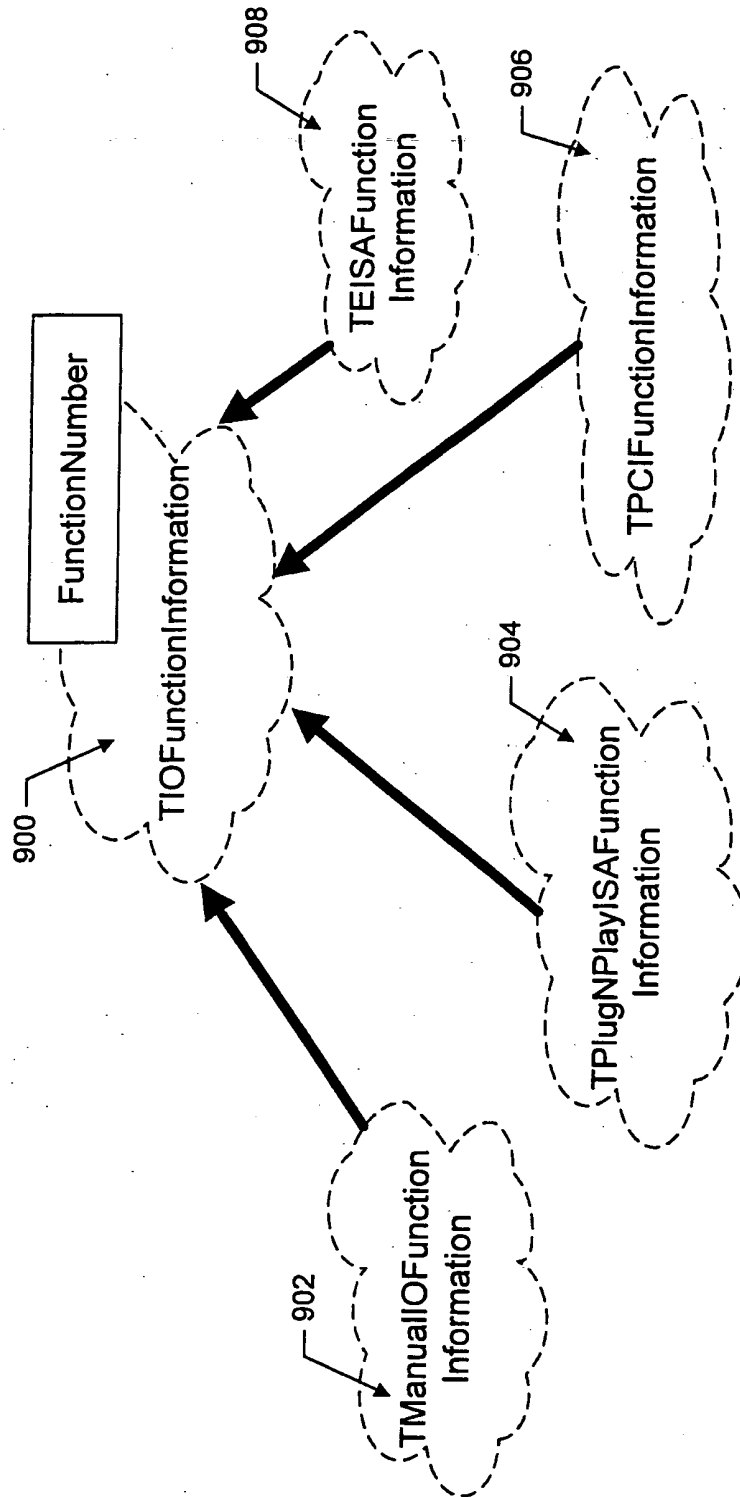 FunctionNumber
900
TIOFunctionInformation
908
TEISAFunction
Information
902
TManualIOFunction
Information
904
TPlugNPlayISAFunction
Information
906
TPCIFunctionInformation